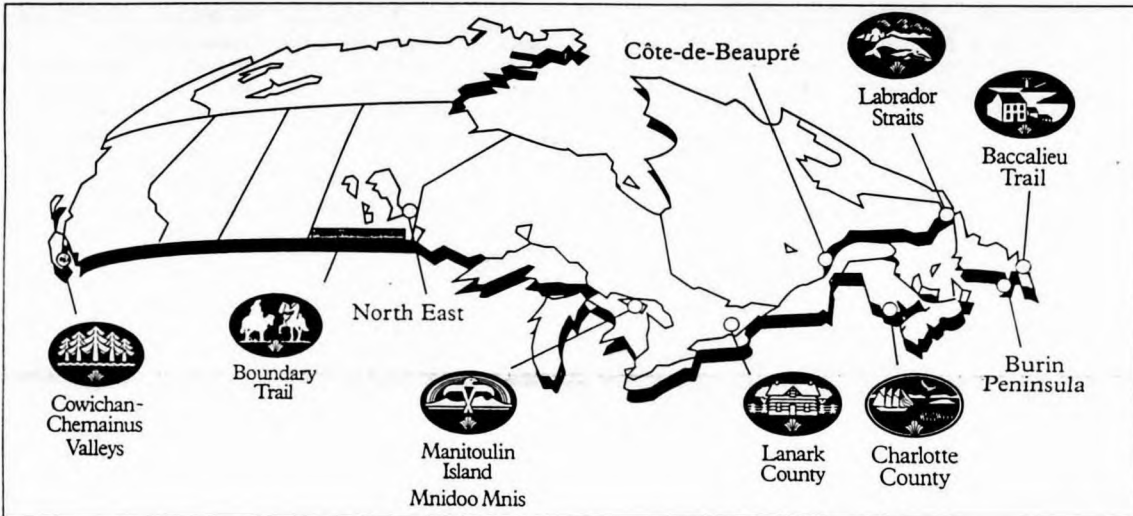 Côte-de-Beaupré
Labrador
Straits
Baccalieu
Trail
North East
Boundary
Trail
Cowichan-
Chemainus
Valleys
Manitoulin
Island
Mnidoo Mnis
Lanark
County
Charlotte
County
Burin
Peninsula